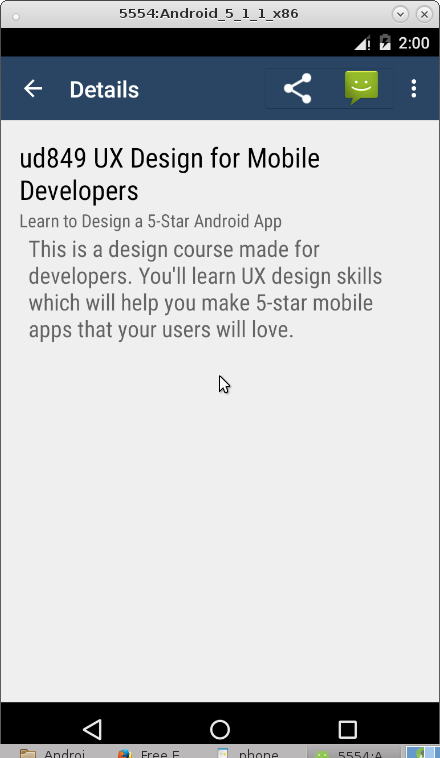 5554:Android_5_1_1_x86
2:00
Details
ud849 UX Design for Mobile
Developers
Learn to Design a 5-Star Android App
This is a design course made for
developers. You'll learn UX design skills
which will help you make 5-star mobile
apps that your users will love.
Androi
Free F
phone
5554:A